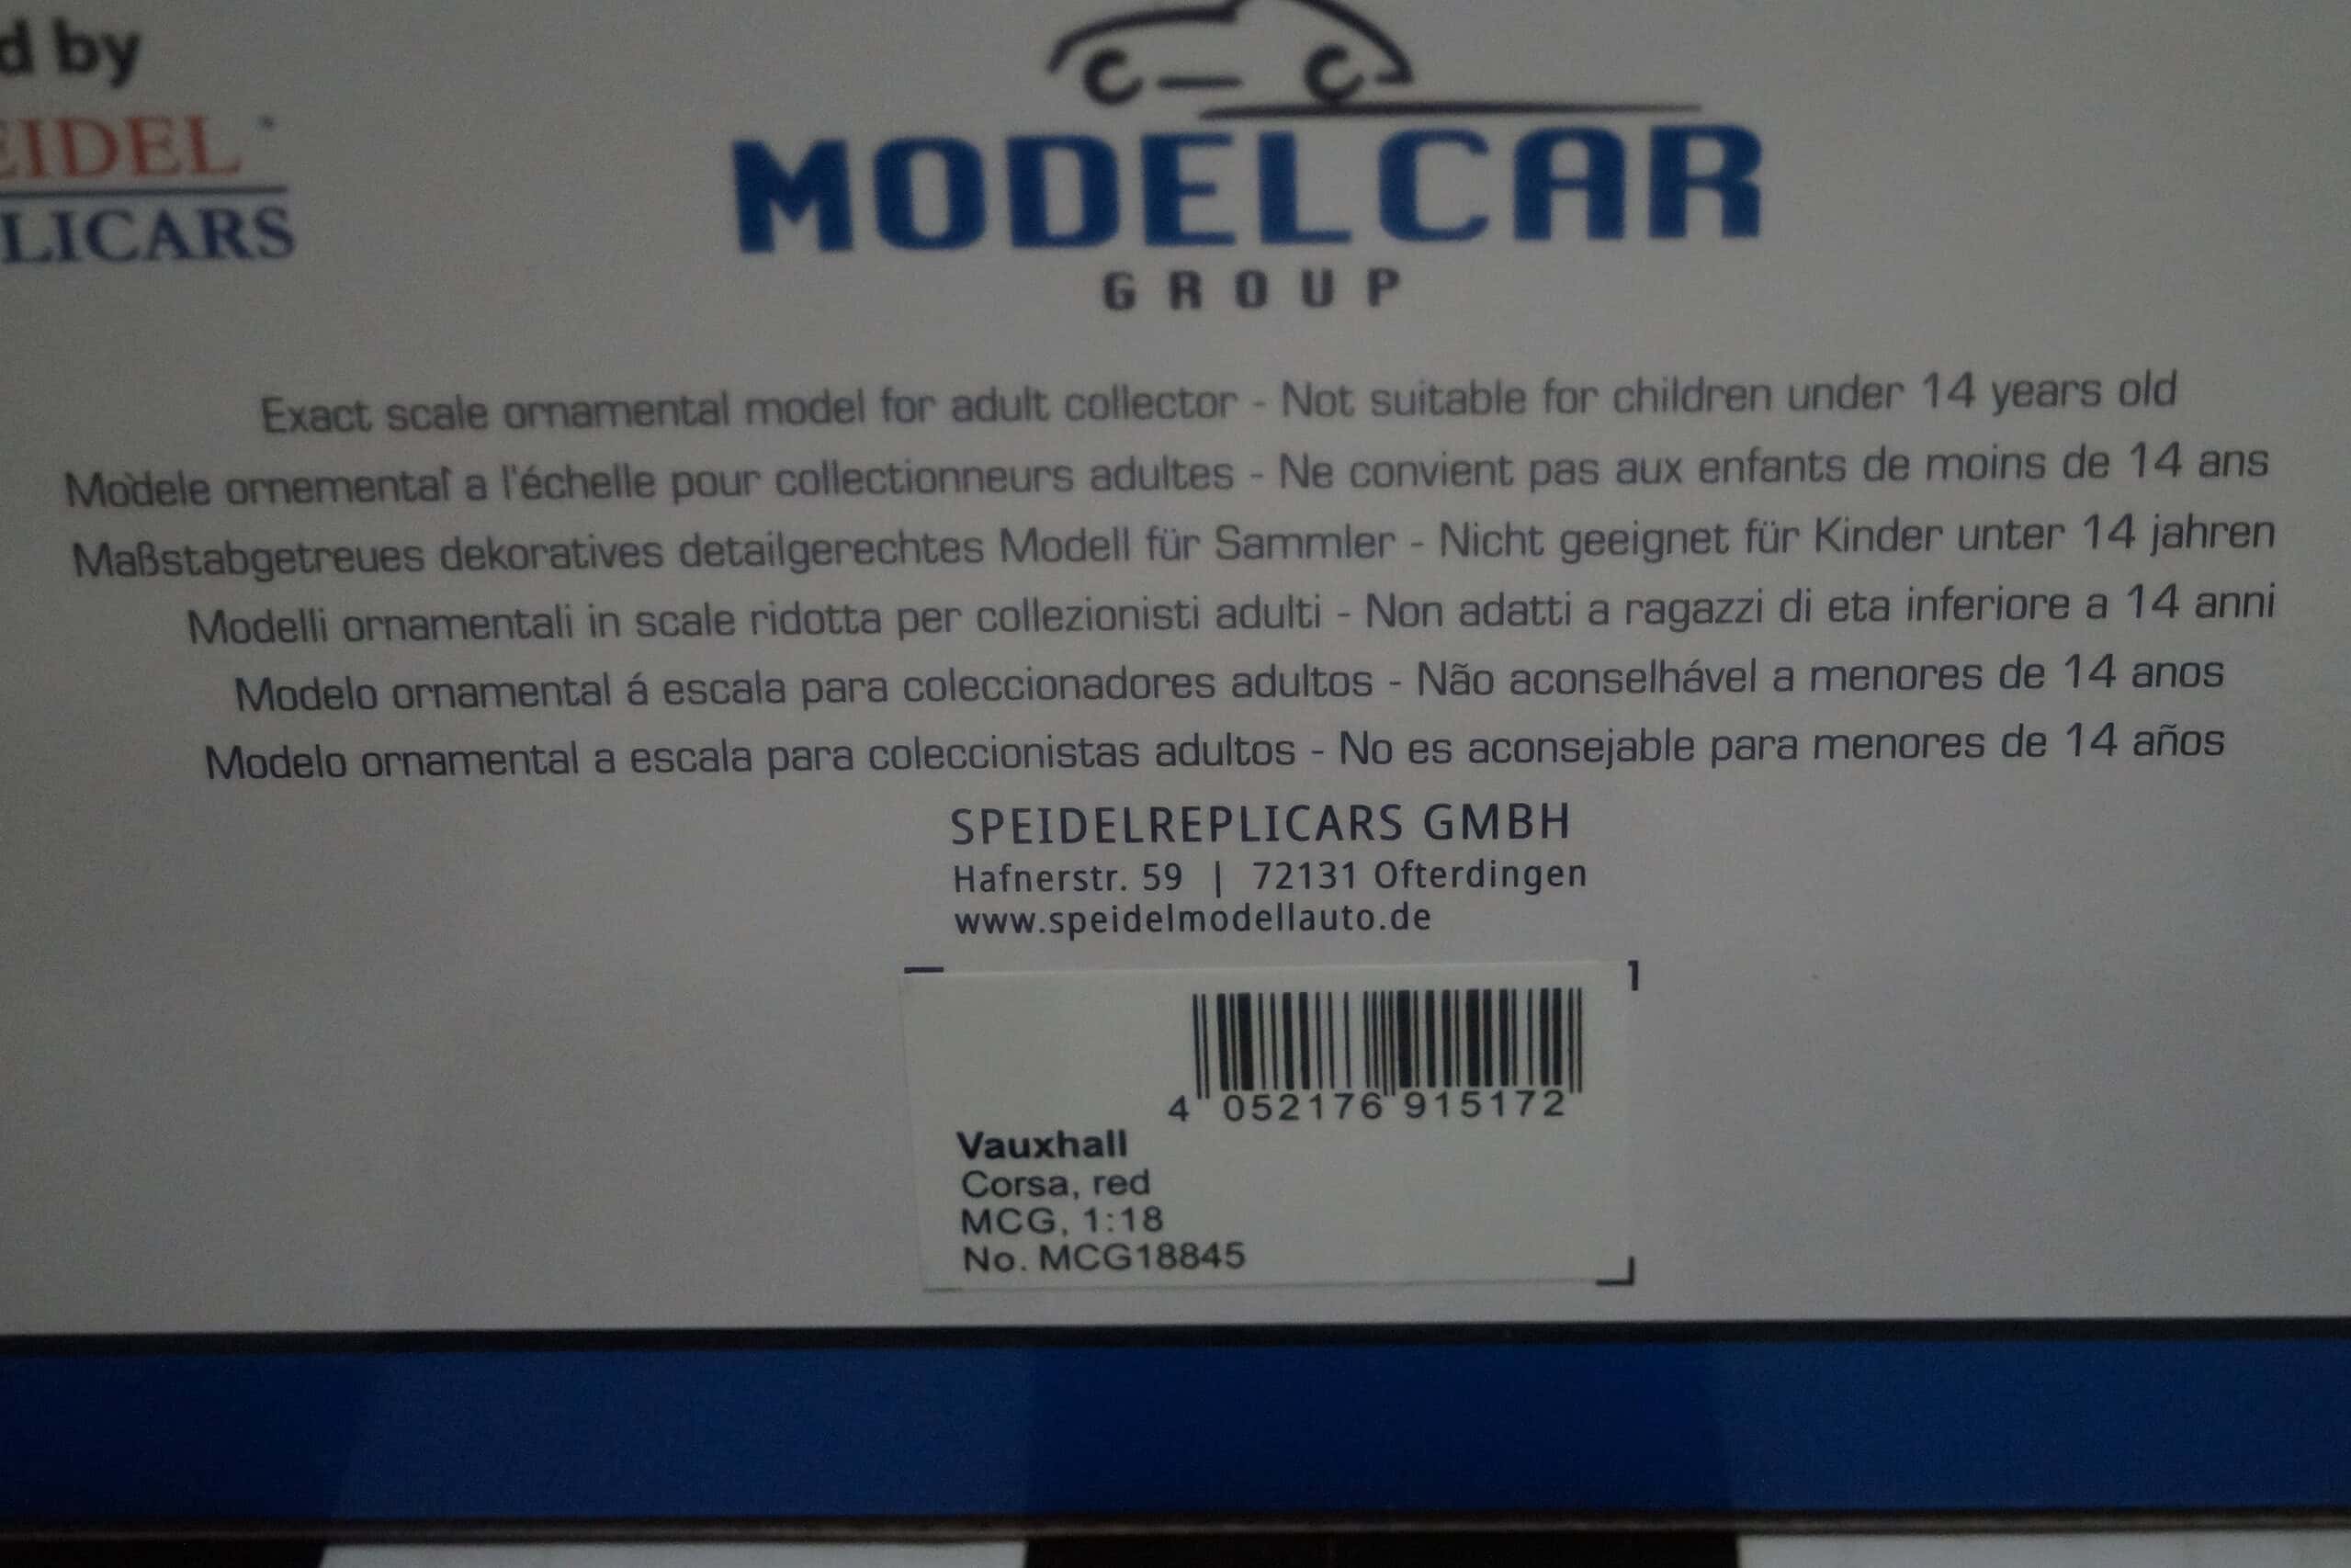 d by
EIDEL
LICARS
MODELCAR
GROUP
Exact scale ornamental model for adult collector - Not suitable for children under 14 years old
Modele ornemental a l'échelle pour collectionneurs adultes - Ne convient pas aux enfants de moins de 14 ans
Maßstabgetreues dekoratives detailgerechtes Modell für Sammler - Nicht geeignet für Kinder unter 14 jahren
Modelli ornamentali in scale ridotta per collezionisti adulti - Non adatti a ragazzi di eta inferiore a 14 anni
Modelo ornamental á escala para coleccionadores adultos - Não aconselhável a menores de 14 anos
Modelo ornamental a escala para coleccionistas adultos - No es aconsejable para menores de 14 años
SPEIDELREPLICARS GMBH
Hafnerstr. 59 | 72131 Ofterdingen
www.speidelmodellauto.de
4 052176 915172
Vauxhall
Corsa, red
MCG, 1:18
No. MCG18845